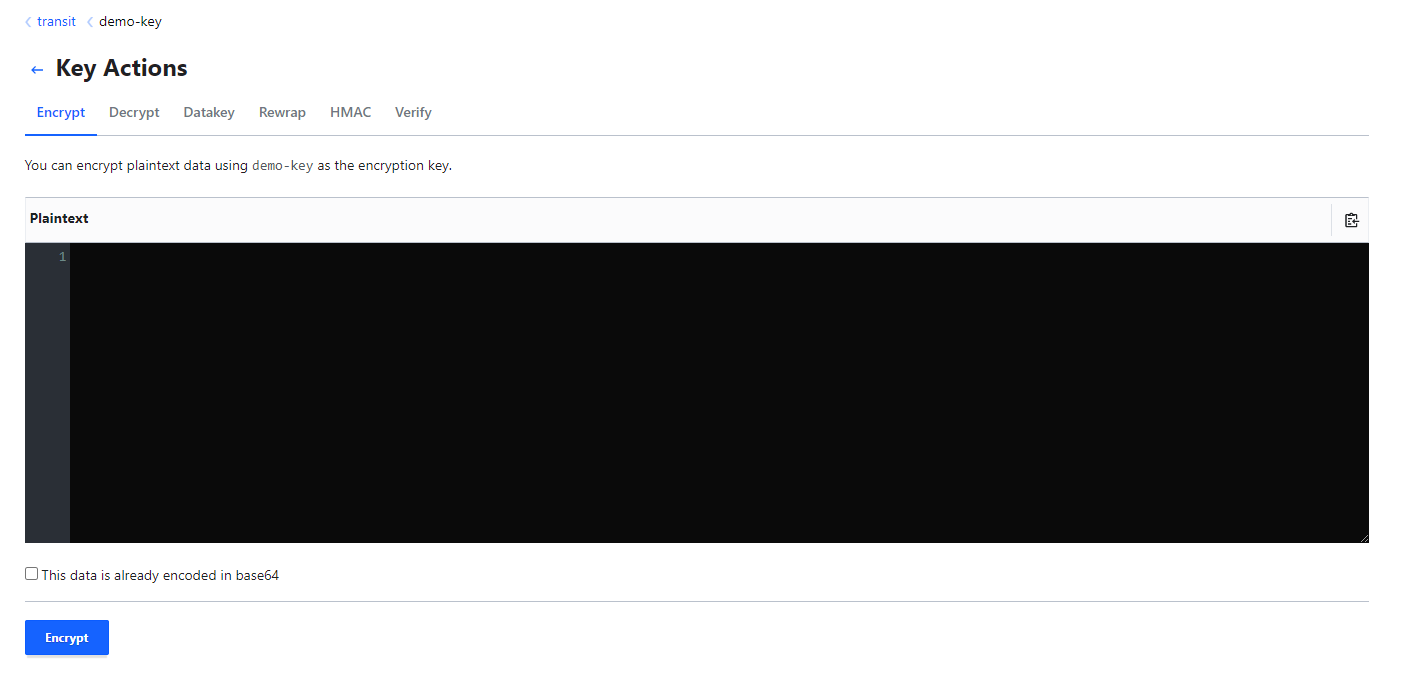 transit demo-key
Key Actions
Encrypt Decrypt Datakey Rewrap HMAC Verify
You can encrypt plaintext data using demo-key as the encryption key.
Plaintext
1
This data is already encoded in base64
Encrypt